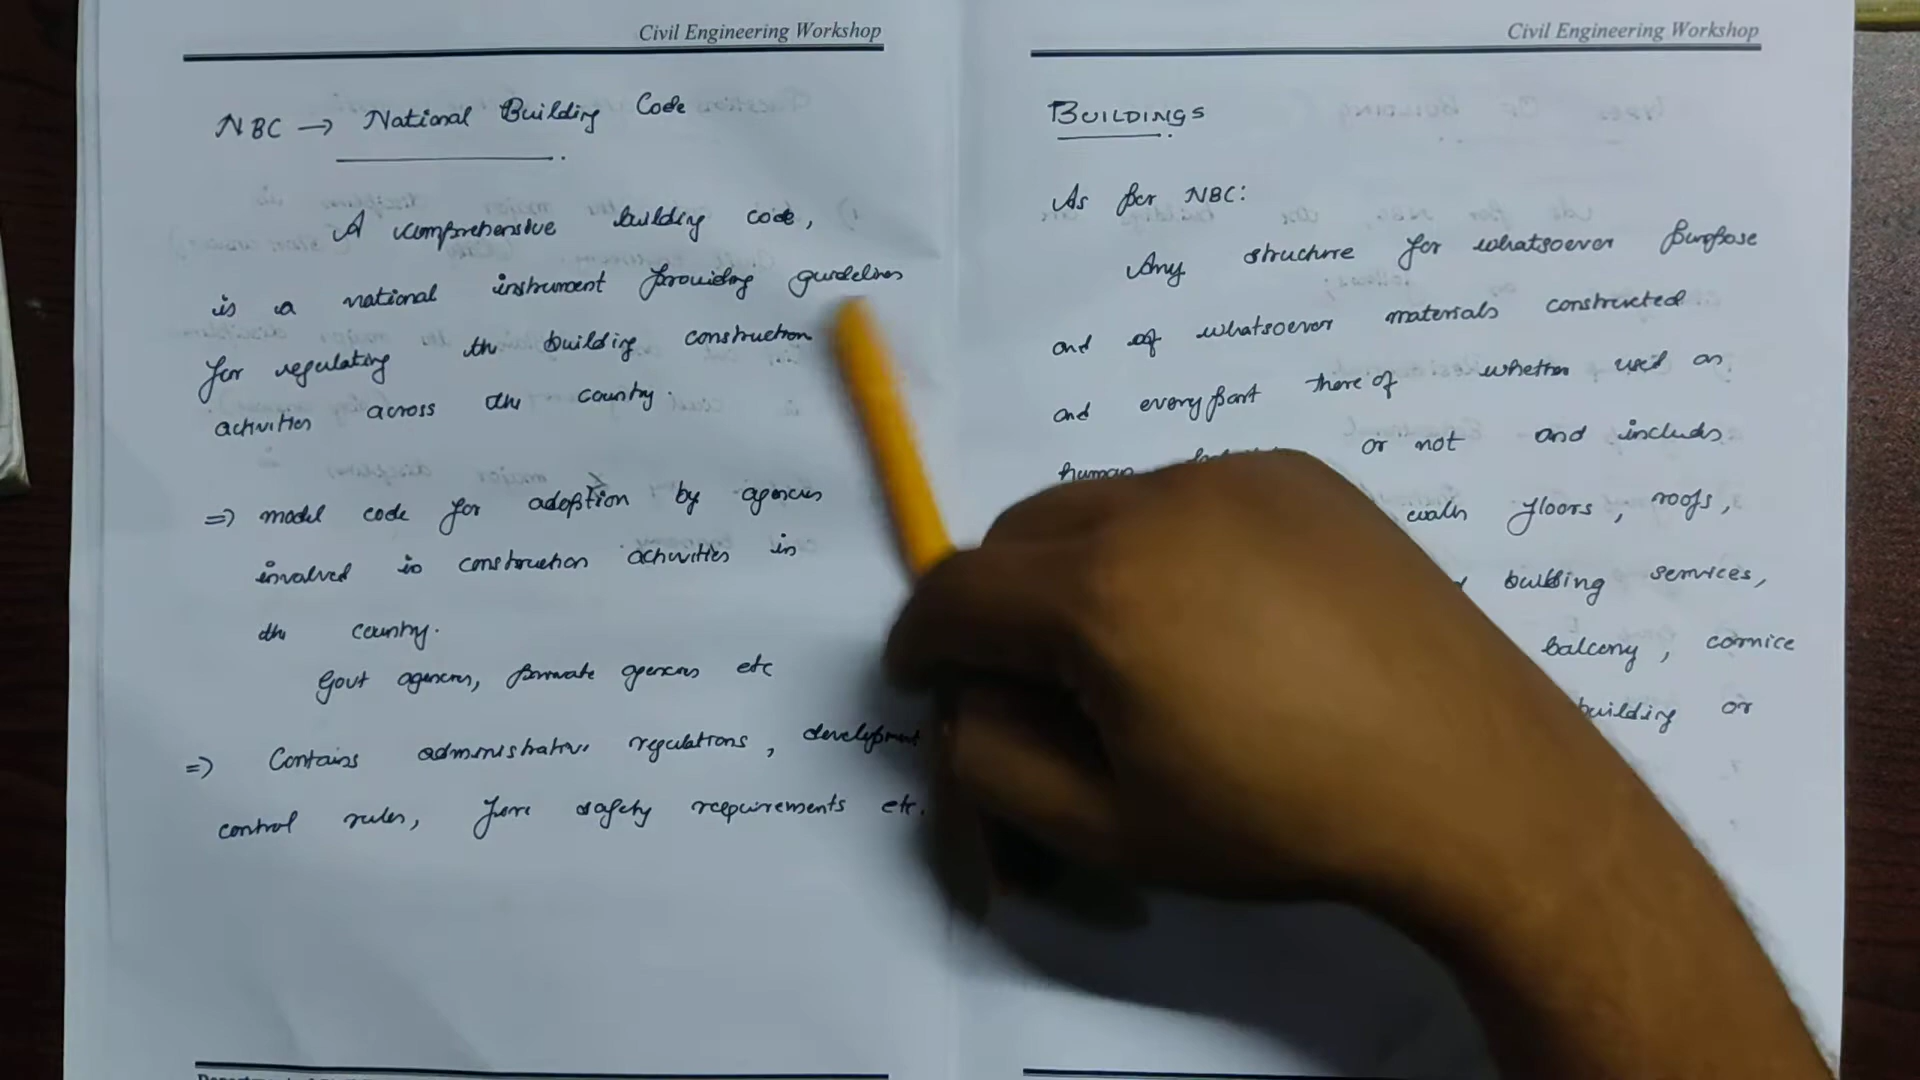 Civil Engineering Workshop
NBC → National Building Code
A comprehensive building code,
is a national instrument providing guidelines
for regulating the building construction
activities across the country.
⇒ model code for adoption by agencies
involved in construction activities in
the country.
Govt agencies, private agencies etc
⇒ Contains administrative regulations, development
control rules, fire safety requirements etc.
Civil Engineering Workshop
BUILDINGS
As per NBC:
Any structure for whatsoever purpose
and of whatsoever materials constructed
and every part there of whether used as
human or not and includes
walls floors, roofs,
building services,
balcony, cornice
building or